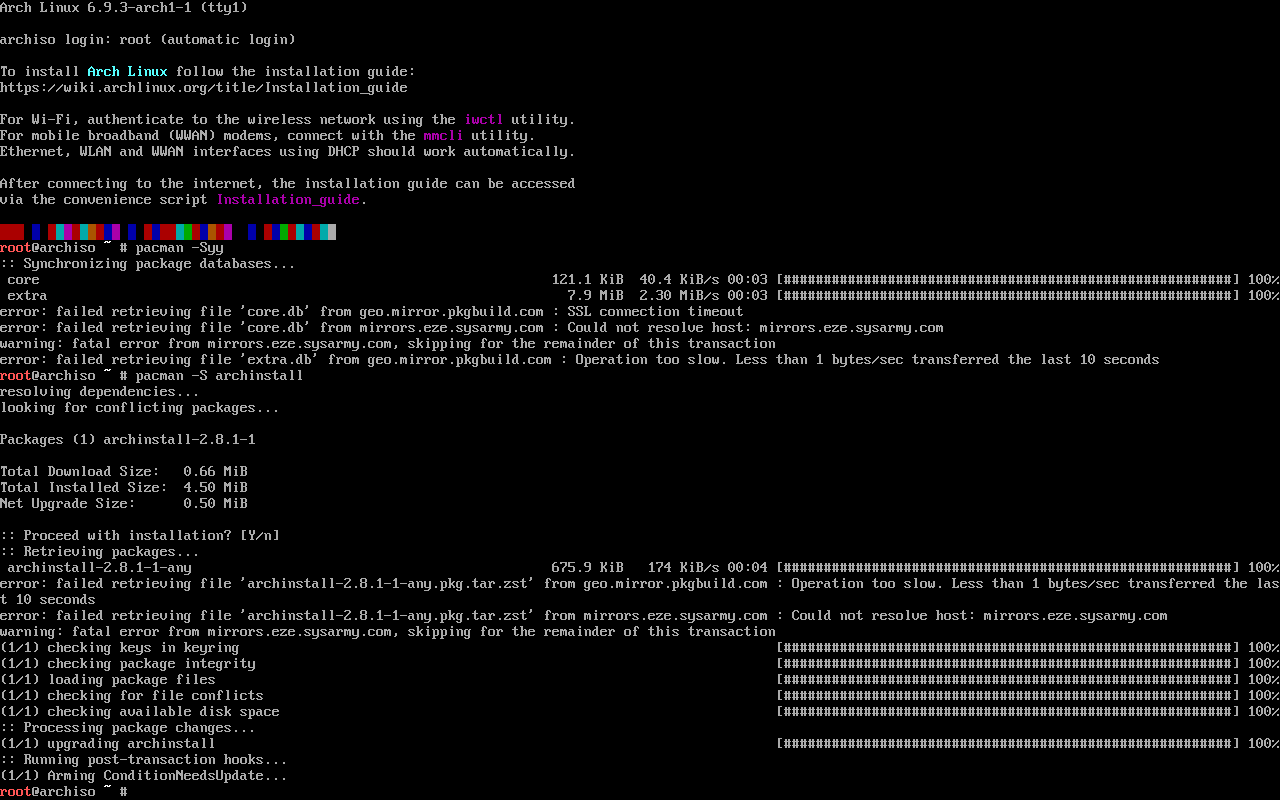 Arch Linux 6.9.3-arch1-1 (tty1)
archiso login: root (automatic login)
To install Arch Linux follow the installation guide:
https://wiki.archlinux.org/title/Installation_guide
For Wi-Fi, authenticate to the wireless network using the iwctl utility.
For mobile broadband (WWAN) modems, connect with the mmcli utility.
Ethernet, WLAN and WWAN interfaces using DHCP should work automatically.
After connecting to the internet, the installation guide can be accessed
via the convenience script Installation_guide.
root@archiso ~ # pacman -Syy
:: Synchronizing package databases...
 core 121.1 KiB 40.4 KiB/s 00:03 [########################################################] 100%
 extra 7.9 MiB 2.30 MiB/s 00:03 [########################################################] 100%
error: failed retrieving file 'core.db' from geo.mirror.pkgbuild.com : SSL connection timeout
error: failed retrieving file 'core.db' from mirrors.eze.sysarmy.com : Could not resolve host: mirrors.eze.sysarmy.com
warning: fatal error from mirrors.eze.sysarmy.com, skipping for the remainder of this transaction
error: failed retrieving file 'extra.db' from geo.mirror.pkgbuild.com : Operation too slow. Less than 1 bytes/sec transferred the last 10 seconds
root@archiso ~ # pacman -S archinstall
resolving dependencies...
looking for conflicting packages...
Packages (1) archinstall-2.8.1-1
Total Download Size: 0.66 MiB
Total Installed Size: 4.50 MiB
Net Upgrade Size: 0.50 MiB
:: Proceed with installation? [Y/n]
:: Retrieving packages...
 archinstall-2.8.1-1-any 675.9 KiB 174 KiB/s 00:04 [########################################################] 100%
error: failed retrieving file 'archinstall-2.8.1-1-any.pkg.tar.zst' from geo.mirror.pkgbuild.com : Operation too slow. Less than 1 bytes/sec transferred the las
t 10 seconds
error: failed retrieving file 'archinstall-2.8.1-1-any.pkg.tar.zst' from mirrors.eze.sysarmy.com : Could not resolve host: mirrors.eze.sysarmy.com
warning: fatal error from mirrors.eze.sysarmy.com, skipping for the remainder of this transaction
(1/1) checking keys in keyring [########################################################] 100%
(1/1) checking package integrity [########################################################] 100%
(1/1) loading package files [########################################################] 100%
(1/1) checking for file conflicts [########################################################] 100%
(1/1) checking available disk space [########################################################] 100%
:: Processing package changes...
(1/1) upgrading archinstall [########################################################] 100%
:: Running post-transaction hooks...
(1/1) Arming ConditionNeedsUpdate...
root@archiso ~ #